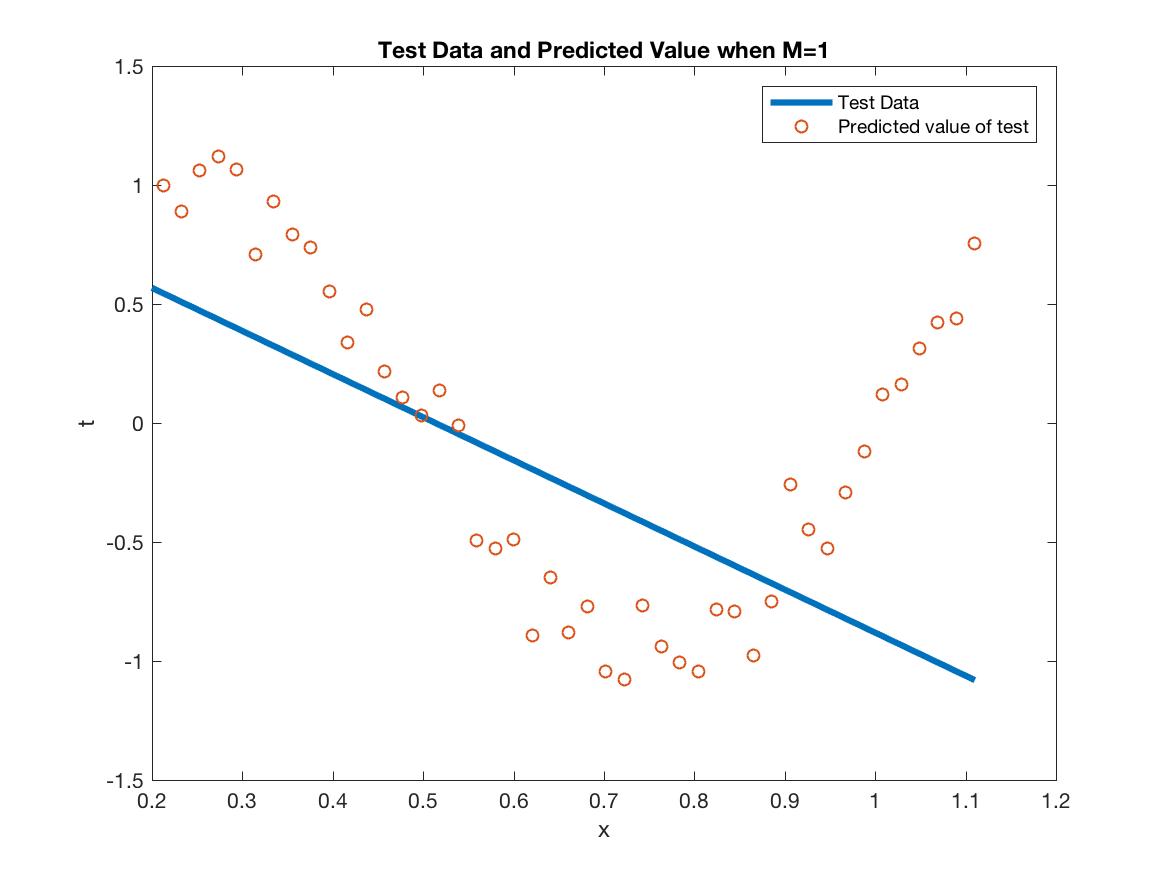 Test Data and Predicted Value when M=1
1.5
Test Data
Predicted value of test
1
0.5
t
0
-0.5
-1
-1.5
0.2 0.3 0.4 0.5 0.6 0.7 0.8 0.9 1 1.1 1.2
x